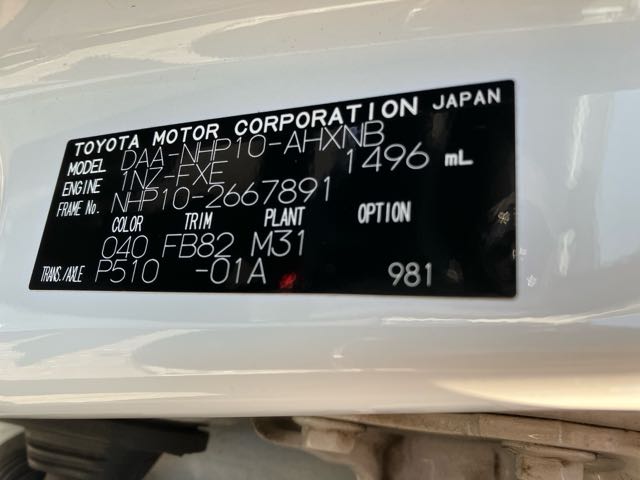 TOYOTA MOTOR CORPORATION JAPAN
MODEL DAA-NHP10-AHXNB
ENGINE 1NZ-FXE 1496 mL
FRAME No. NHP10-2667891
COLOR TRIM PLANT OPTION
040 FB82 M31
TRANS./AXLE P510 -01A 981